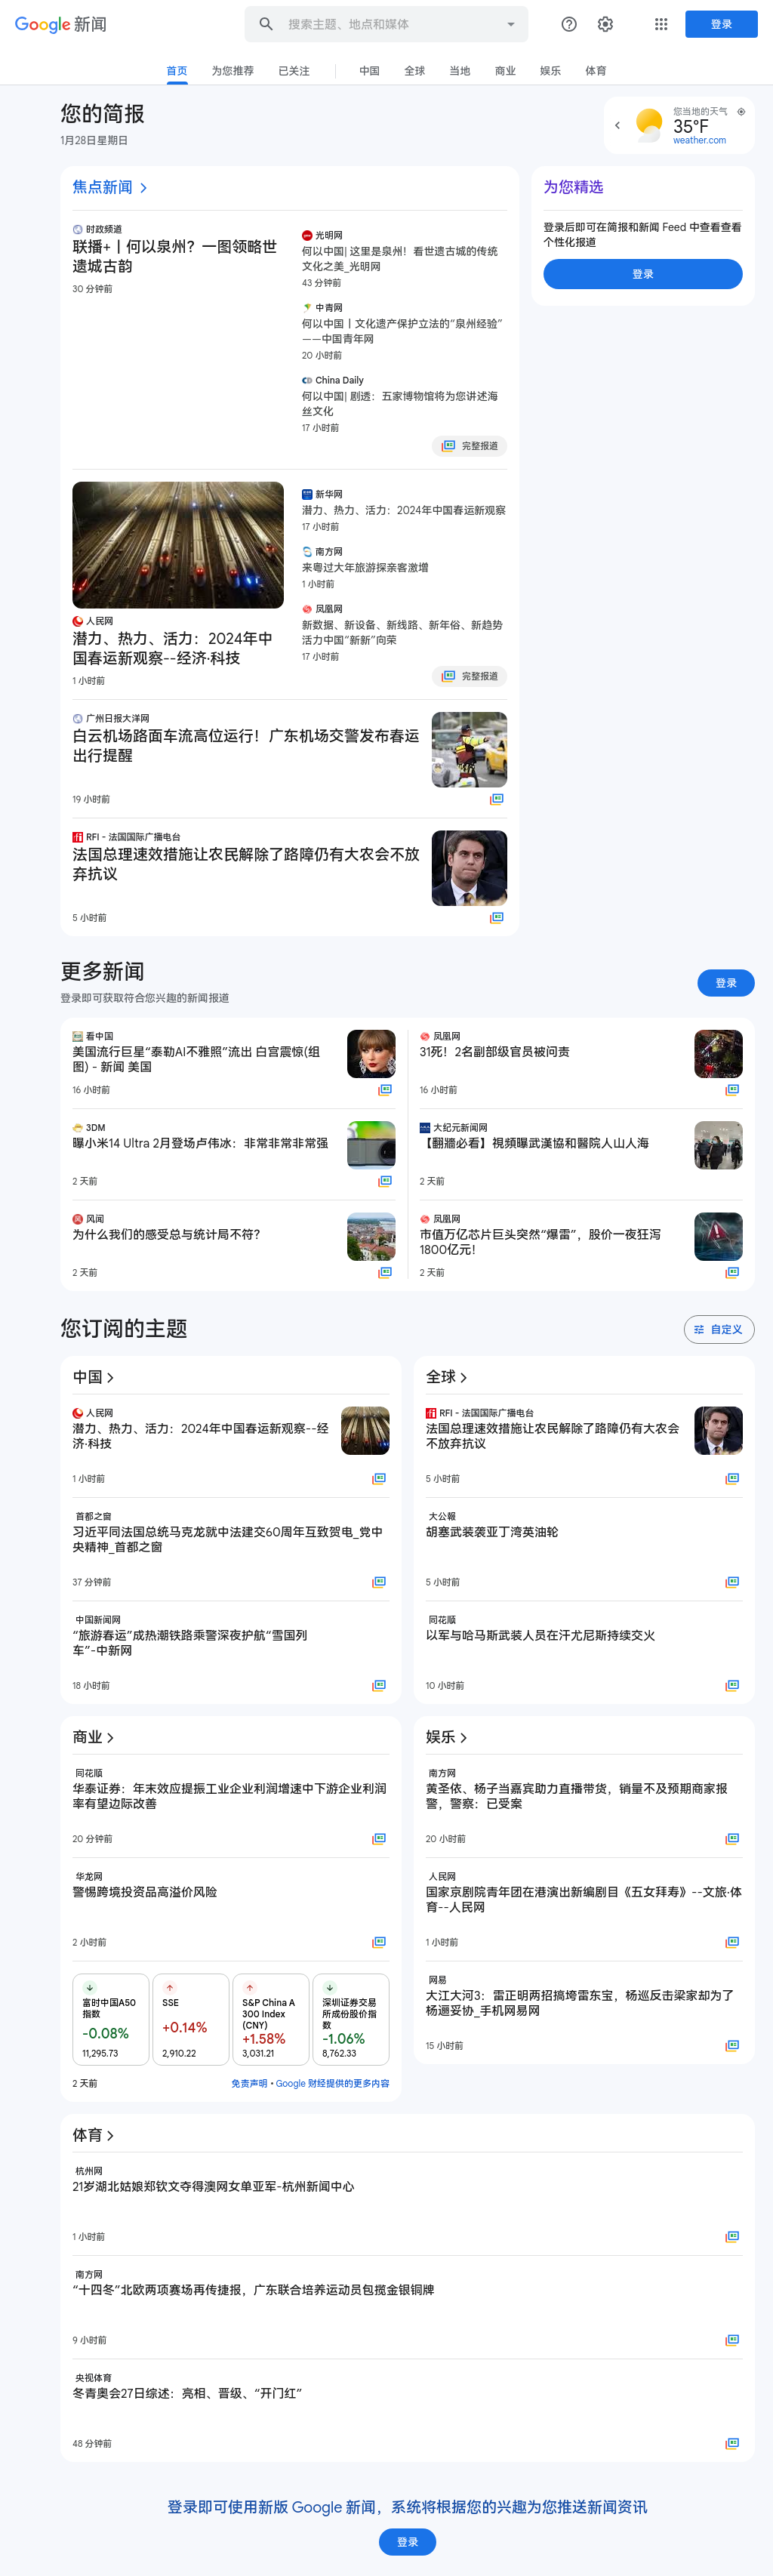 Google 新闻
搜索主题、地点和媒体
登录
首页
为您推荐
已关注
中国
全球
当地
商业
娱乐
体育
您的简报
1月28日星期日
您当地的天气
35°F
weather.com
焦点新闻
时政频道
联播+丨何以泉州？一图领略世
遗城古韵
30 分钟前
光明网
何以中国| 这里是泉州！看世遗古城的传统
文化之美_光明网
43 分钟前
中青网
何以中国丨文化遗产保护立法的“泉州经验”
——中国青年网
20 小时前
China Daily
何以中国| 剧透：五家博物馆将为您讲述海
丝文化
17 小时前
完整报道
人民网
潜力、热力、活力：2024年中
国春运新观察--经济·科技
1 小时前
新华网
潜力、热力、活力：2024年中国春运新观察
17 小时前
南方网
来粤过大年旅游探亲客激增
1 小时前
凤凰网
新数据、新设备、新线路、新年俗、新趋势
活力中国“新新”向荣
17 小时前
完整报道
广州日报大洋网
白云机场路面车流高位运行！广东机场交警发布春运
出行提醒
19 小时前
RFI - 法国国际广播电台
法国总理速效措施让农民解除了路障仍有大农会不放
弃抗议
5 小时前
为您精选
登录后即可在简报和新闻 Feed 中查看查看
个性化报道
登录
更多新闻
登录即可获取符合您兴趣的新闻报道
登录
看中国
美国流行巨星“泰勒AI不雅照”流出 白宫震惊(组
图) - 新闻 美国
16 小时前
凤凰网
31死！2名副部级官员被问责
16 小时前
3DM
曝小米14 Ultra 2月登场卢伟冰：非常非常非常强
2 天前
大纪元新闻网
【翻牆必看】視頻曝武漢協和醫院人山人海
2 天前
风闻
为什么我们的感受总与统计局不符？
2 天前
凤凰网
市值万亿芯片巨头突然“爆雷”，股价一夜狂泻
1800亿元！
2 天前
您订阅的主题
自定义
中国
人民网
潜力、热力、活力：2024年中国春运新观察--经
济·科技
1 小时前
首都之窗
习近平同法国总统马克龙就中法建交60周年互致贺电_党中
央精神_首都之窗
37 分钟前
中国新闻网
“旅游春运”成热潮铁路乘警深夜护航“雪国列
车”-中新网
18 小时前
全球
RFI - 法国国际广播电台
法国总理速效措施让农民解除了路障仍有大农会
不放弃抗议
5 小时前
大公報
胡塞武装袭亚丁湾英油轮
5 小时前
同花顺
以军与哈马斯武装人员在汗尤尼斯持续交火
10 小时前
商业
同花顺
华泰证券：年末效应提振工业企业利润增速中下游企业利润
率有望边际改善
20 分钟前
华龙网
警惕跨境投资品高溢价风险
2 小时前
富时中国A50
指数
-0.08%
11,295.73
SSE
+0.14%
2,910.22
S&P China A
300 Index
(CNY)
+1.58%
3,031.21
深圳证券交易
所成份股价指
数
-1.06%
8,762.33
2 天前
免责声明 • Google 财经提供的更多内容
娱乐
南方网
黄圣依、杨子当嘉宾助力直播带货，销量不及预期商家报
警，警察：已受案
20 小时前
人民网
国家京剧院青年团在港演出新编剧目《五女拜寿》--文旅·体
育--人民网
1 小时前
网易
大江大河3：雷正明两招搞垮雷东宝，杨巡反击梁家却为了
杨逦妥协_手机网易网
15 小时前
体育
杭州网
21岁湖北姑娘郑钦文夺得澳网女单亚军-杭州新闻中心
1 小时前
南方网
“十四冬”北欧两项赛场再传捷报，广东联合培养运动员包揽金银铜牌
9 小时前
央视体育
冬青奥会27日综述：亮相、晋级、“开门红”
48 分钟前
登录即可使用新版 Google 新闻，系统将根据您的兴趣为您推送新闻资讯
登录